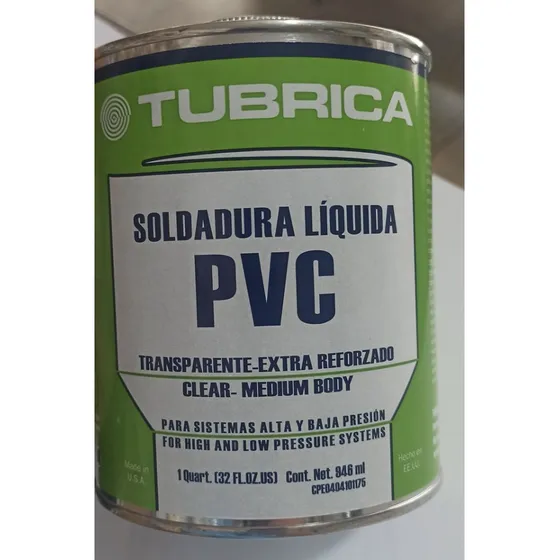 TUBRICA
SOLDADURA LÍQUIDA
PVC
TRANSPARENTE-EXTRA REFORZADO
CLEAR- MEDIUM BODY
PARA SISTEMAS ALTA Y BAJA PRESIÓN
FOR HIGH AND LOW PRESSURE SYSTEMS
Made in
U.S.A
1 Quart. (32 FL.OZ.US) Cont. Net. 946 ml
CPE0404101175
Hecho en
EE.UU.